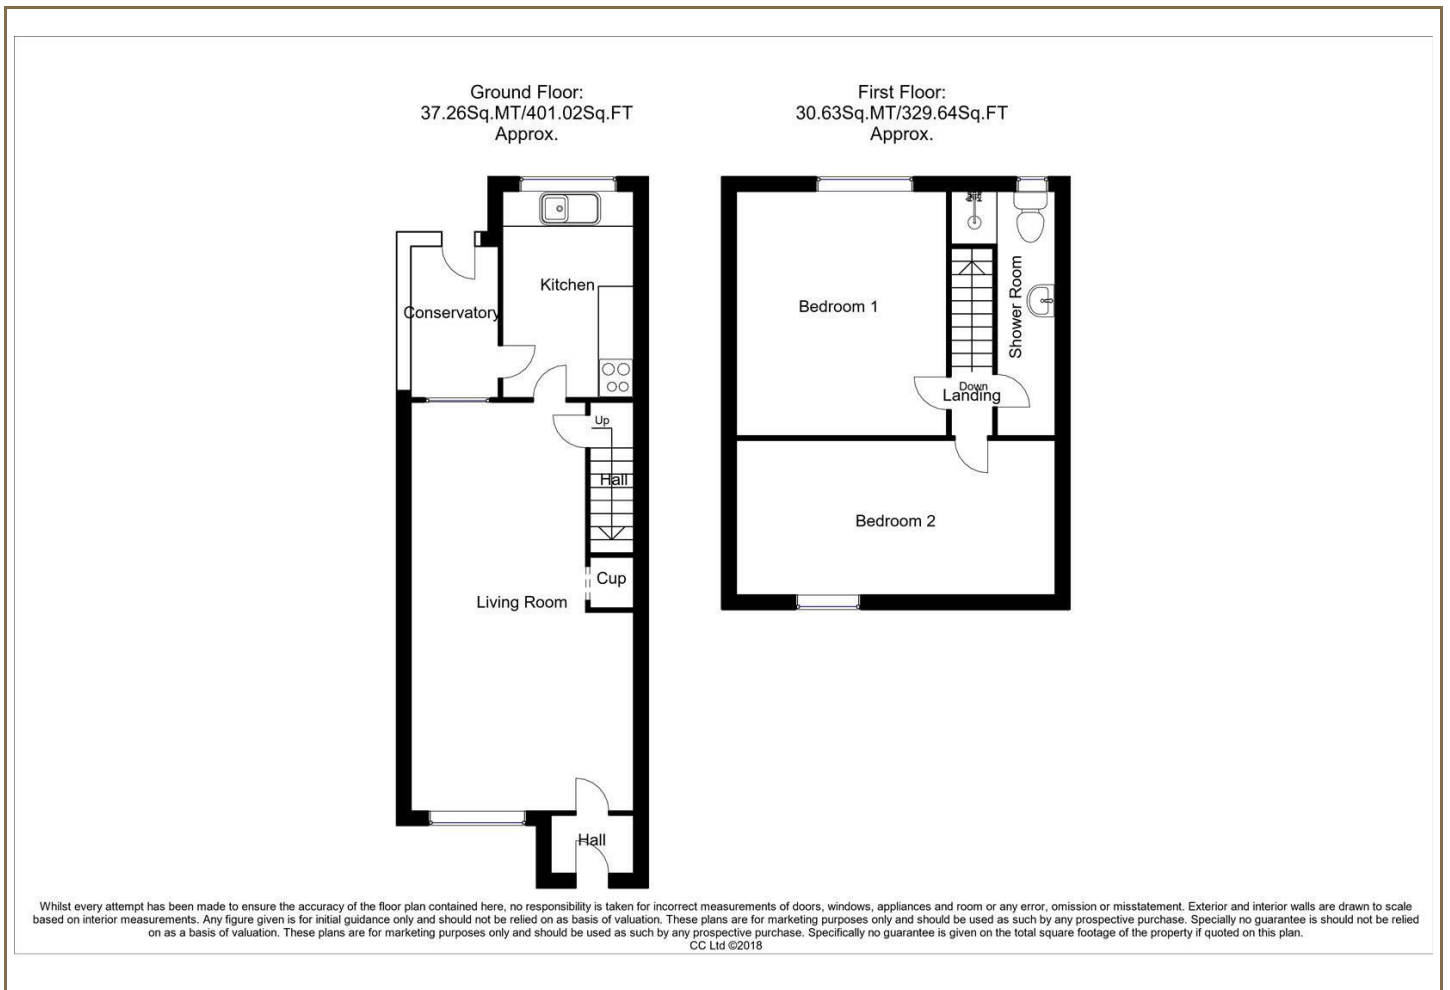 Ground Floor:
37.26Sq.MT/401.02Sq.FT
Approx.
First Floor:
30.63Sq.MT/329.64Sq.FT
Approx.
Kitchen
Conservatory
Up
Hall
Cup
Living Room
Hall
Bedroom 1
Shower Room
Down
Landing
Bedroom 2
Whilst every attempt has been made to ensure the accuracy of the floor plan contained here, no responsibility is taken for incorrect measurements of doors, windows, appliances and room or any error, omission or misstatement. Exterior and interior walls are drawn to scale
based on interior measurements. Any figure given is for initial guidance only and should not be relied on as basis of valuation. These plans are for marketing purposes only and should be used as such by any prospective purchase. Specially no guarantee is should not be relied
on as a basis of valuation. These plans are for marketing purposes only and should be used as such by any prospective purchase. Specifically no guarantee is given on the total square footage of the property if quoted on this plan.
CC Ltd ©2018